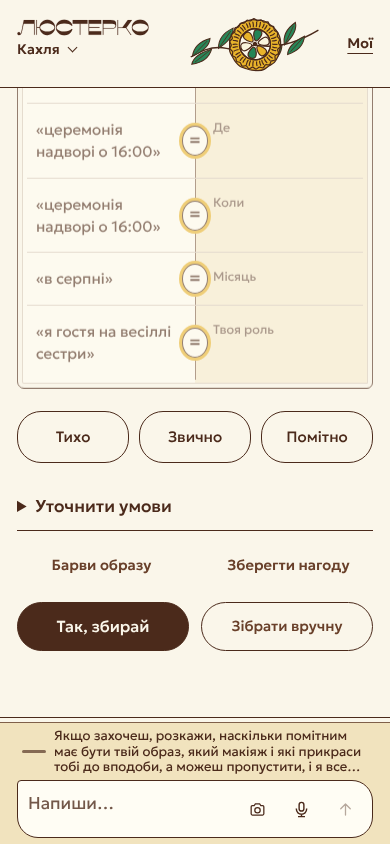 ЛЮСТЕРКО
Кахля
Мої
«церемонія
надворі о 16:00»
=
Де
«церемонія
надворі о 16:00»
=
Коли
«в серпні»
=
Місяць
«я гостя на весіллі
сестри»
=
Твоя роль
Тихо
Звично
Помітно
Уточнити умови
Барви образу
Зберегти нагоду
Так, збирай
Зібрати вручну
Якщо захочеш, розкажи, наскільки помітним
має бути твій образ, який макіяж і які прикраси
тобі до вподоби, а можеш пропустити, і я все…
Напиши…